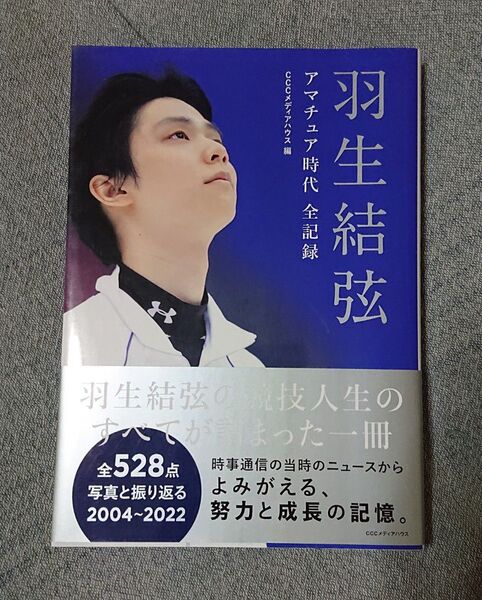 羽生結弦
アマチュア時代 全記録
CCCメディアハウス 編
羽生結弦の競技人生の
すべてが詰まった一冊
全528点
写真と振り返る
2004~2022
時事通信の当時のニュースから
よみがえる、
努力と成長の記憶。
CCCメディアハウス